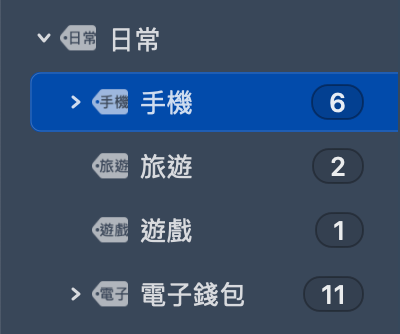 日常 日常
手機 手機 6
旅遊 旅遊 2
遊戲 遊戲 1
電子 電子錢包 11